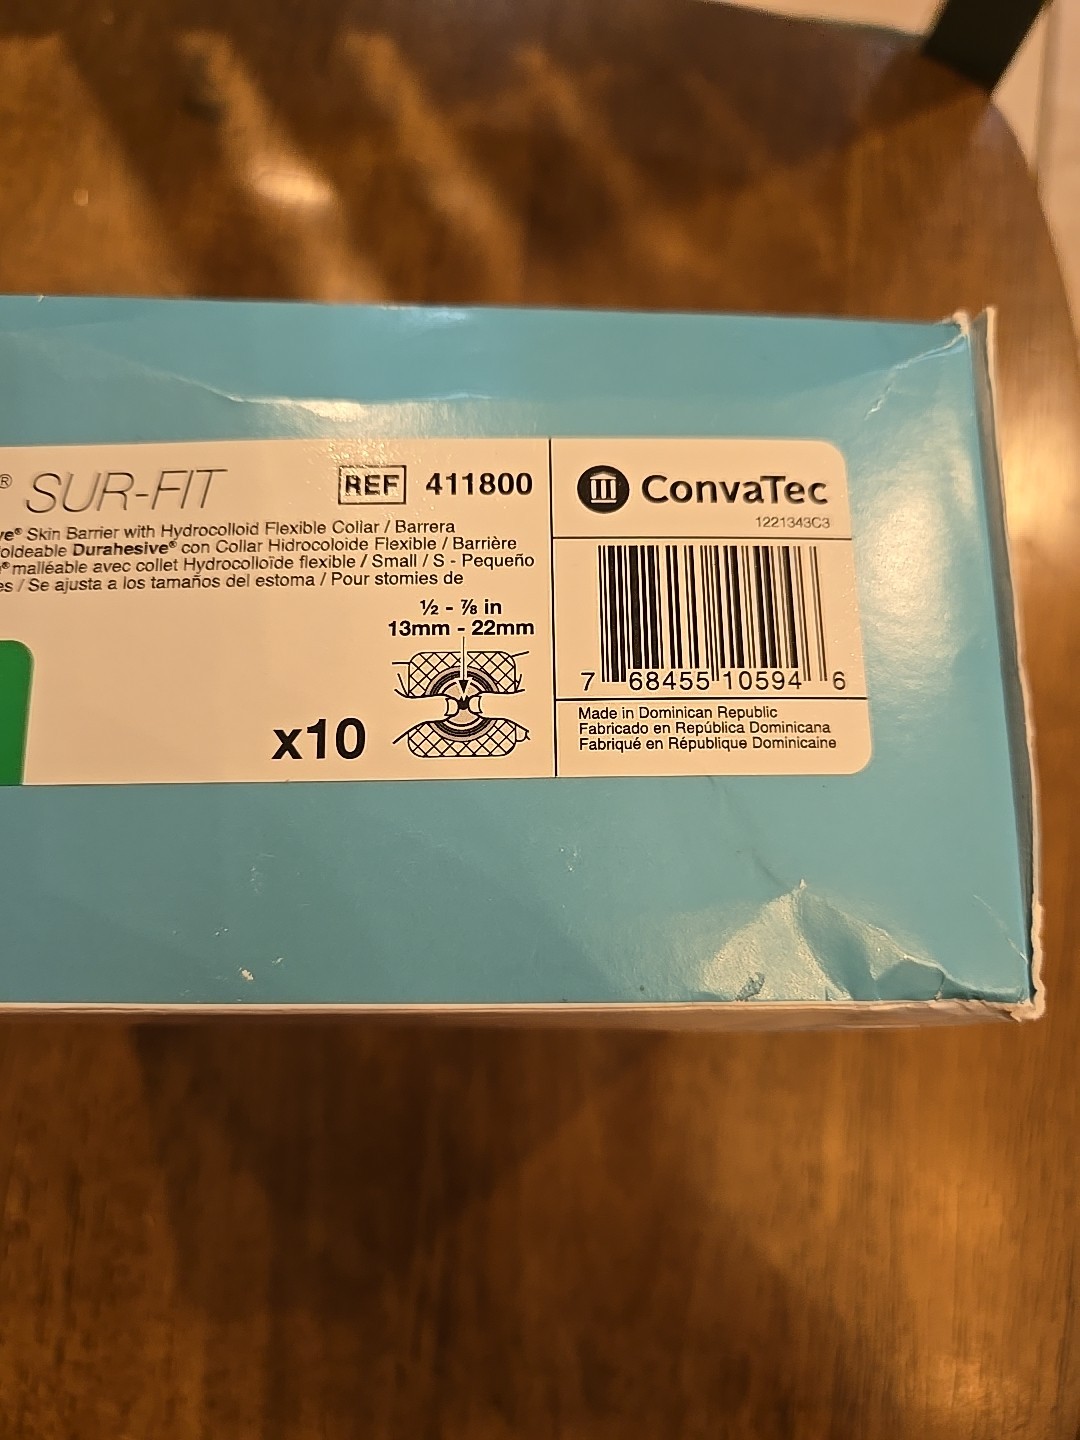 ® SUR-FIT
REF 411800
ve® Skin Barrier with Hydrocolloid Flexible Collar / Barrera
oldeable Durahesive® con Collar Hidrocoloide Flexible / Barrière
® malléable avec collet Hydrocolloïde flexible / Small / S - Pequeño
es / Se ajusta a los tamaños del estoma / Pour stomies de
½ - ⅞ in
13mm - 22mm
x10
ConvaTec
1221343C3
7 68455 10594 6
Made in Dominican Republic
Fabricado en República Dominicana
Fabriqué en République Dominicaine